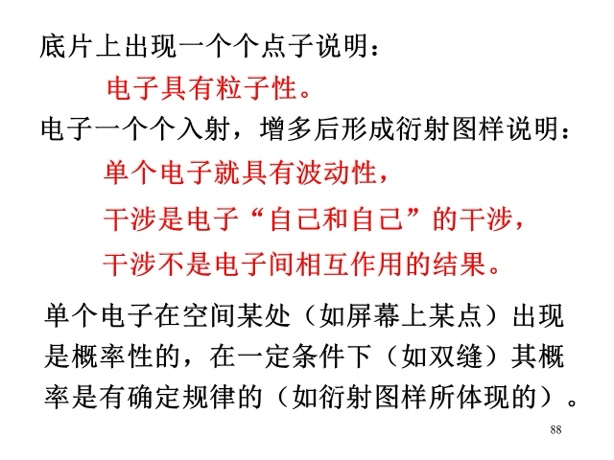 底片上出现一个个点子说明：
电子具有粒子性。
电子一个个入射，增多后形成衍射图样说明：
单个电子就具有波动性，
干涉是电子“自己和自己”的干涉，
干涉不是电子间相互作用的结果。
单个电子在空间某处（如屏幕上某点）出现
是概率性的，在一定条件下（如双缝）其概
率是有确定规律的（如衍射图样所体现的）。
88